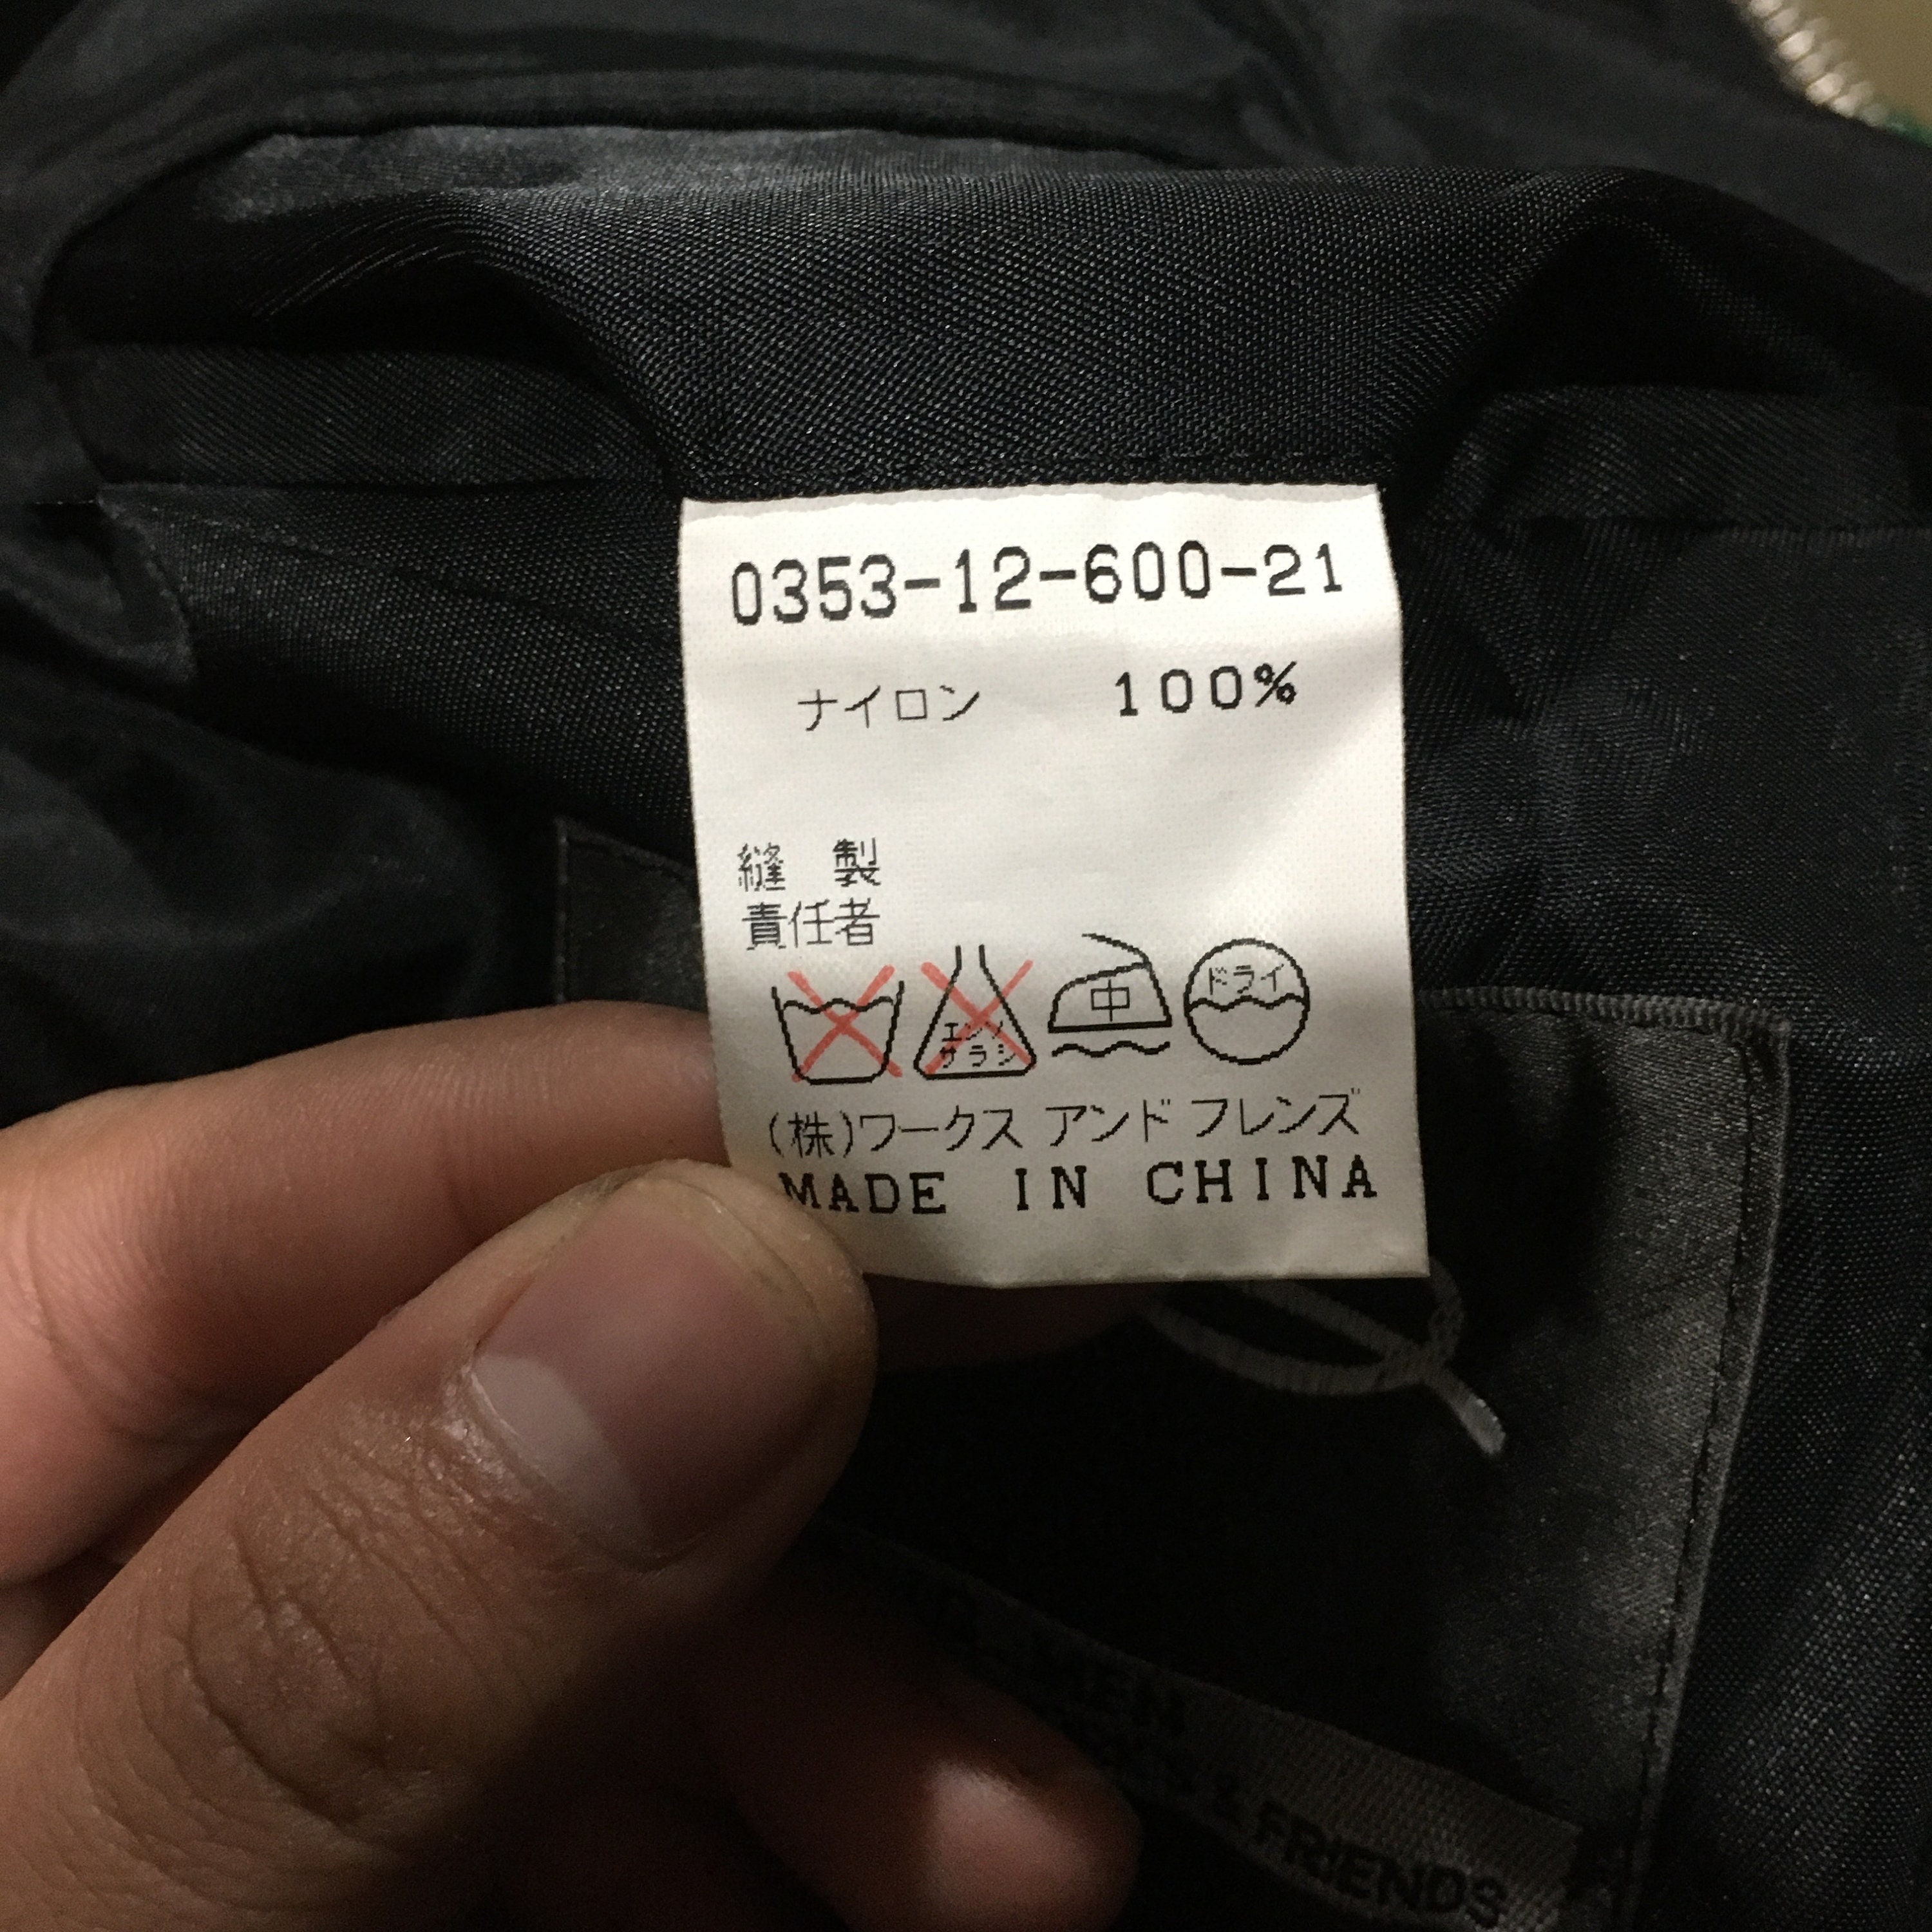 0353-12-600-21
ナイロン 100%
縫 製
責任者
エンソ
サラシ
中
ドライ
(株)ワークス アンド フレンズ
MADE IN CHINA
MEN
& FRIENDS